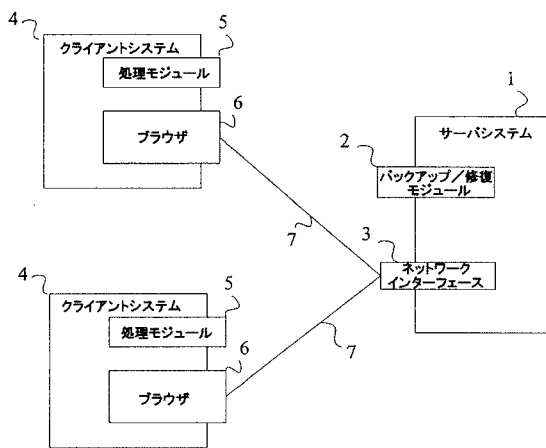 4
クライアントシステム
5
処理モジュール
6
ブラウザ
7
1
サーバシステム
2
バックアップ／修復
モジュール
3
ネットワーク
インターフェース
4
クライアントシステム
5
処理モジュール
6
ブラウザ
7